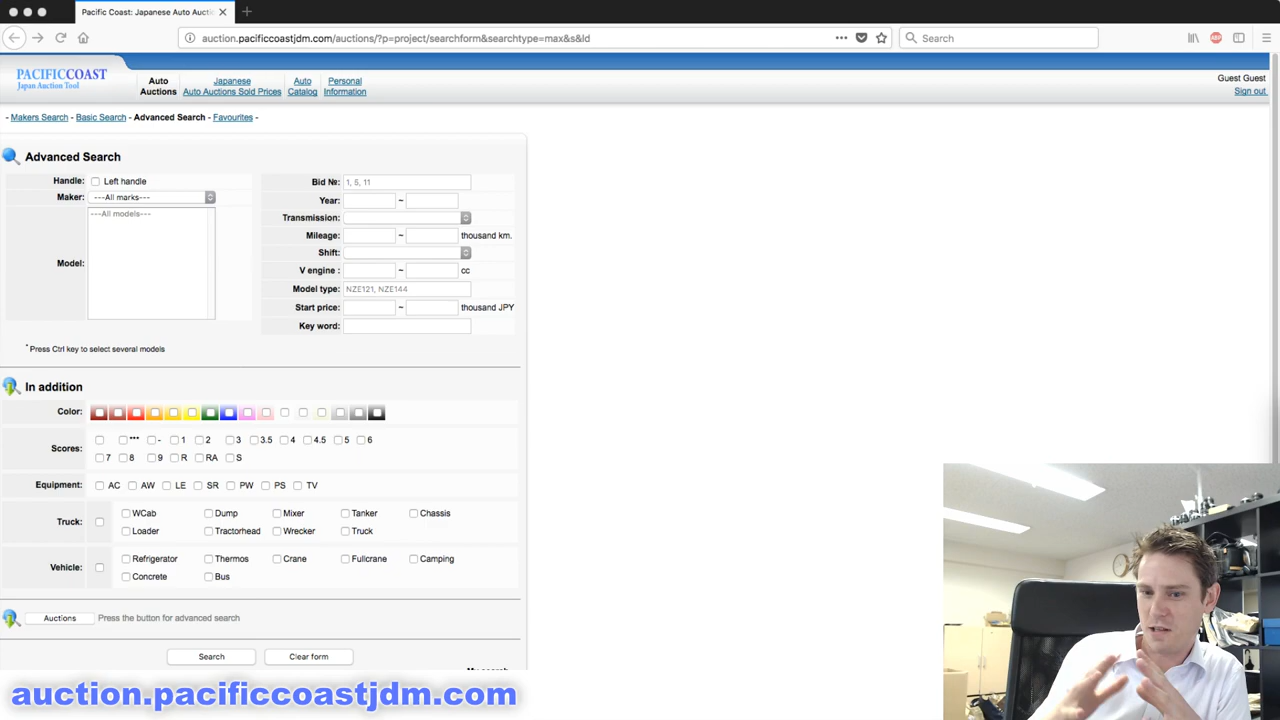 Pacific Coast: Japanese Auto Aucti
auction.pacificcoastjdm.com/auctions/?p=project/searchform&searchtype=max&s&ld
Search
PACIFICCOAST
Japan Auction Tool
Auto
Auctions
Japanese
Auto Auctions Sold Prices
Auto
Catalog
Personal
Information
Guest Guest
Sign out
- Makers Search - Basic Search - Advanced Search - Favourites -
Advanced Search
Handle: Left handle
Maker: ---All marks---
---All models---
Model:
* Press Ctrl key to select several models
Bid №: 1, 5, 11
Year: ~
Transmission:
Mileage: ~ thousand km.
Shift:
V engine : ~ cc
Model type: NZE121, NZE144
Start price: ~ thousand JPY
Key word:
In addition
Color:
Scores: *** - 1 2 3 3.5 4 4.5 5 6
7 8 9 R RA S
Equipment: AC AW LE SR PW PS TV
Truck: WCab Dump Mixer Tanker Chassis
Loader Tractorhead Wrecker Truck
Vehicle: Refrigerator Thermos Crane Fullcrane Camping
Concrete Bus
Auctions Press the button for advanced search
Search Clear form
My search
auction.pacificcoastjdm.com